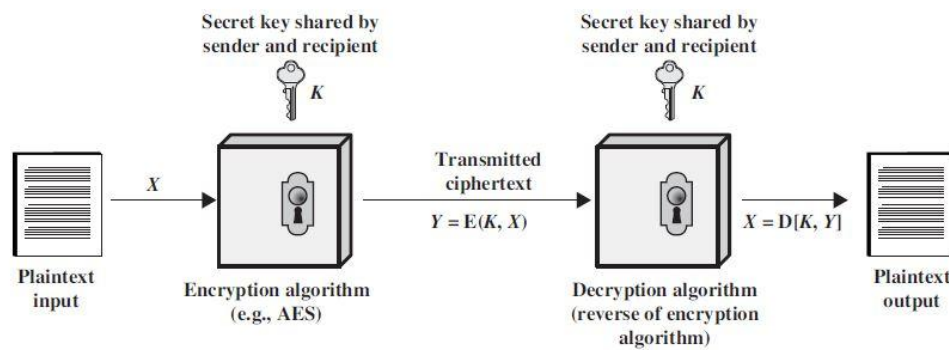 Secret key shared by
sender and recipient
K
Secret key shared by
sender and recipient
K
X
Transmitted
ciphertext
Y = E(K, X)
X = D[K, Y]
Plaintext
input
Encryption algorithm
(e.g., AES)
Decryption algorithm
(reverse of encryption
algorithm)
Plaintext
output